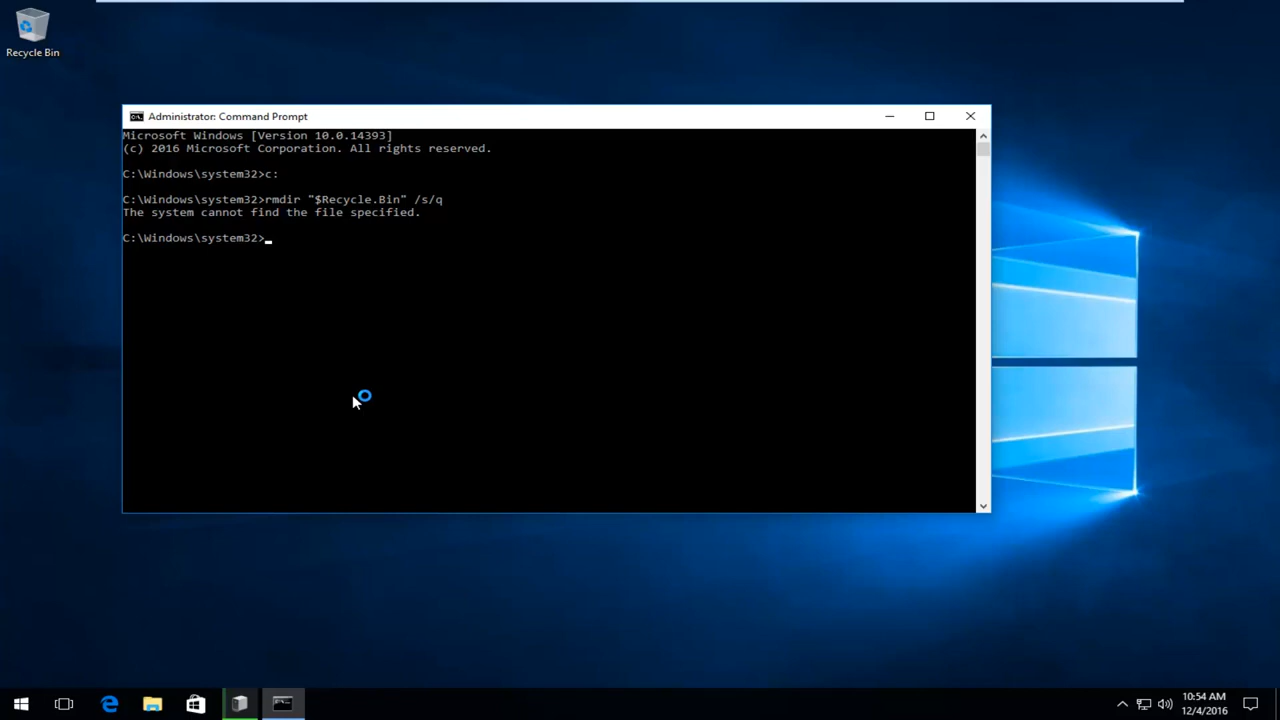 Recycle Bin
Administrator: Command Prompt
Microsoft Windows [Version 10.0.14393]
(c) 2016 Microsoft Corporation. All rights reserved.
C:\Windows\system32>c:
C:\Windows\system32>rmdir "$Recycle.Bin" /s/q
The system cannot find the file specified.
C:\Windows\system32>
10:54 AM
12/4/2016